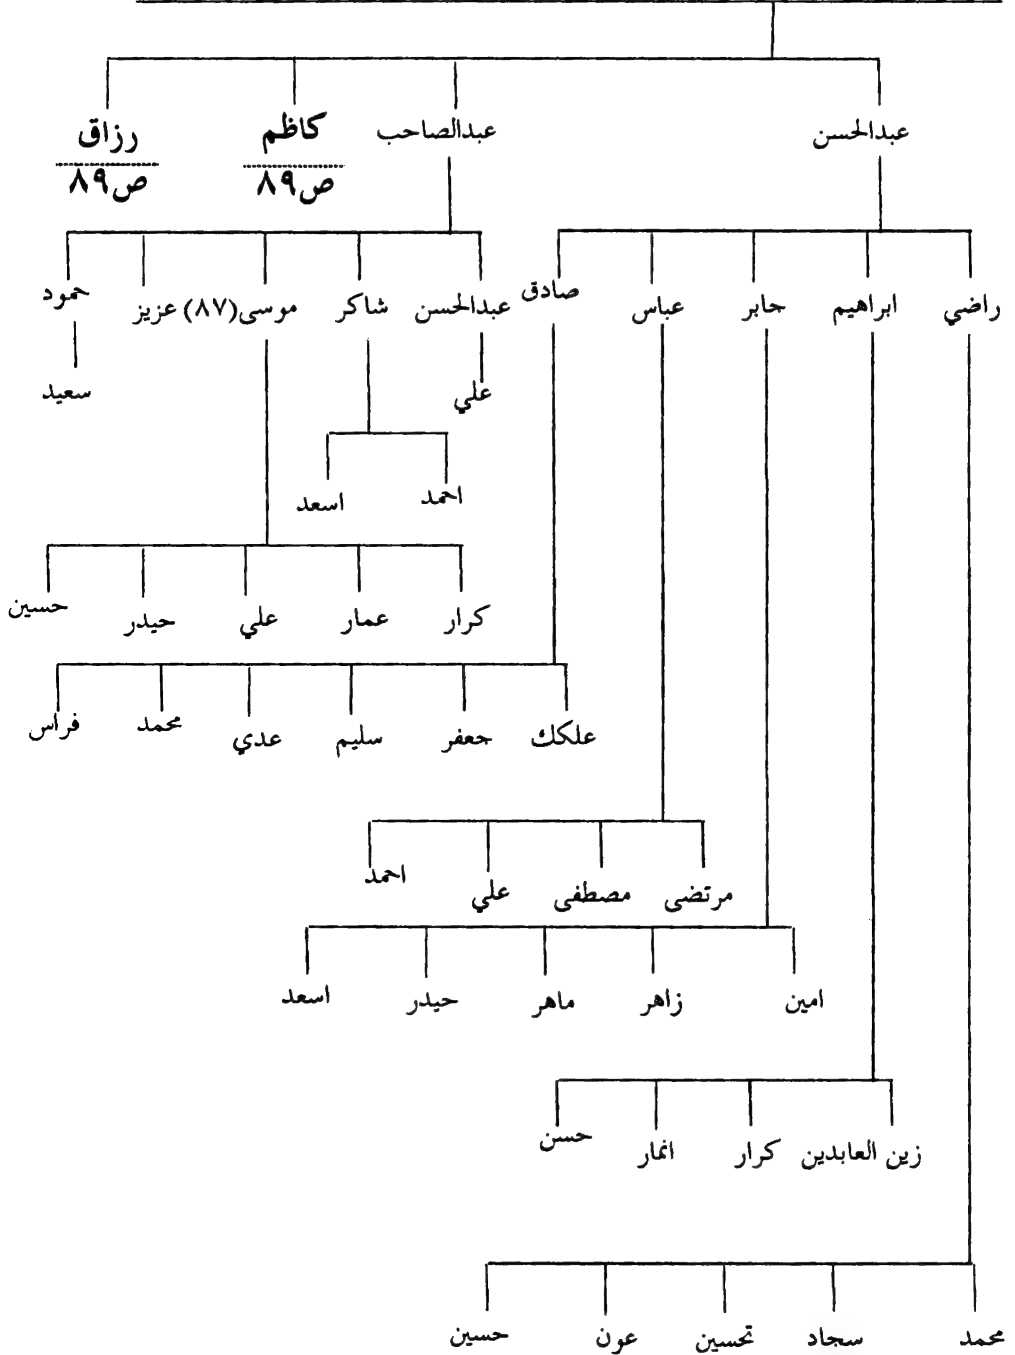 عبدالحسن عبدالصاحب كاظم رزاق
ص٨٩ ص٨٩
راضي ابراهيم جابر عباس صادق عبدالحسن شاكر موسى(٨٧) عزيز حمود
علي سعيد
احمد اسعد
كرار عمار علي حيدر حسين
علكك جعفر سليم عدي محمد فراس
مرتضى مصطفى علي احمد
امين زاهر ماهر حيدر اسعد
زين العابدين كرار انمار حسن
محمد سجاد تحسين عون حسين